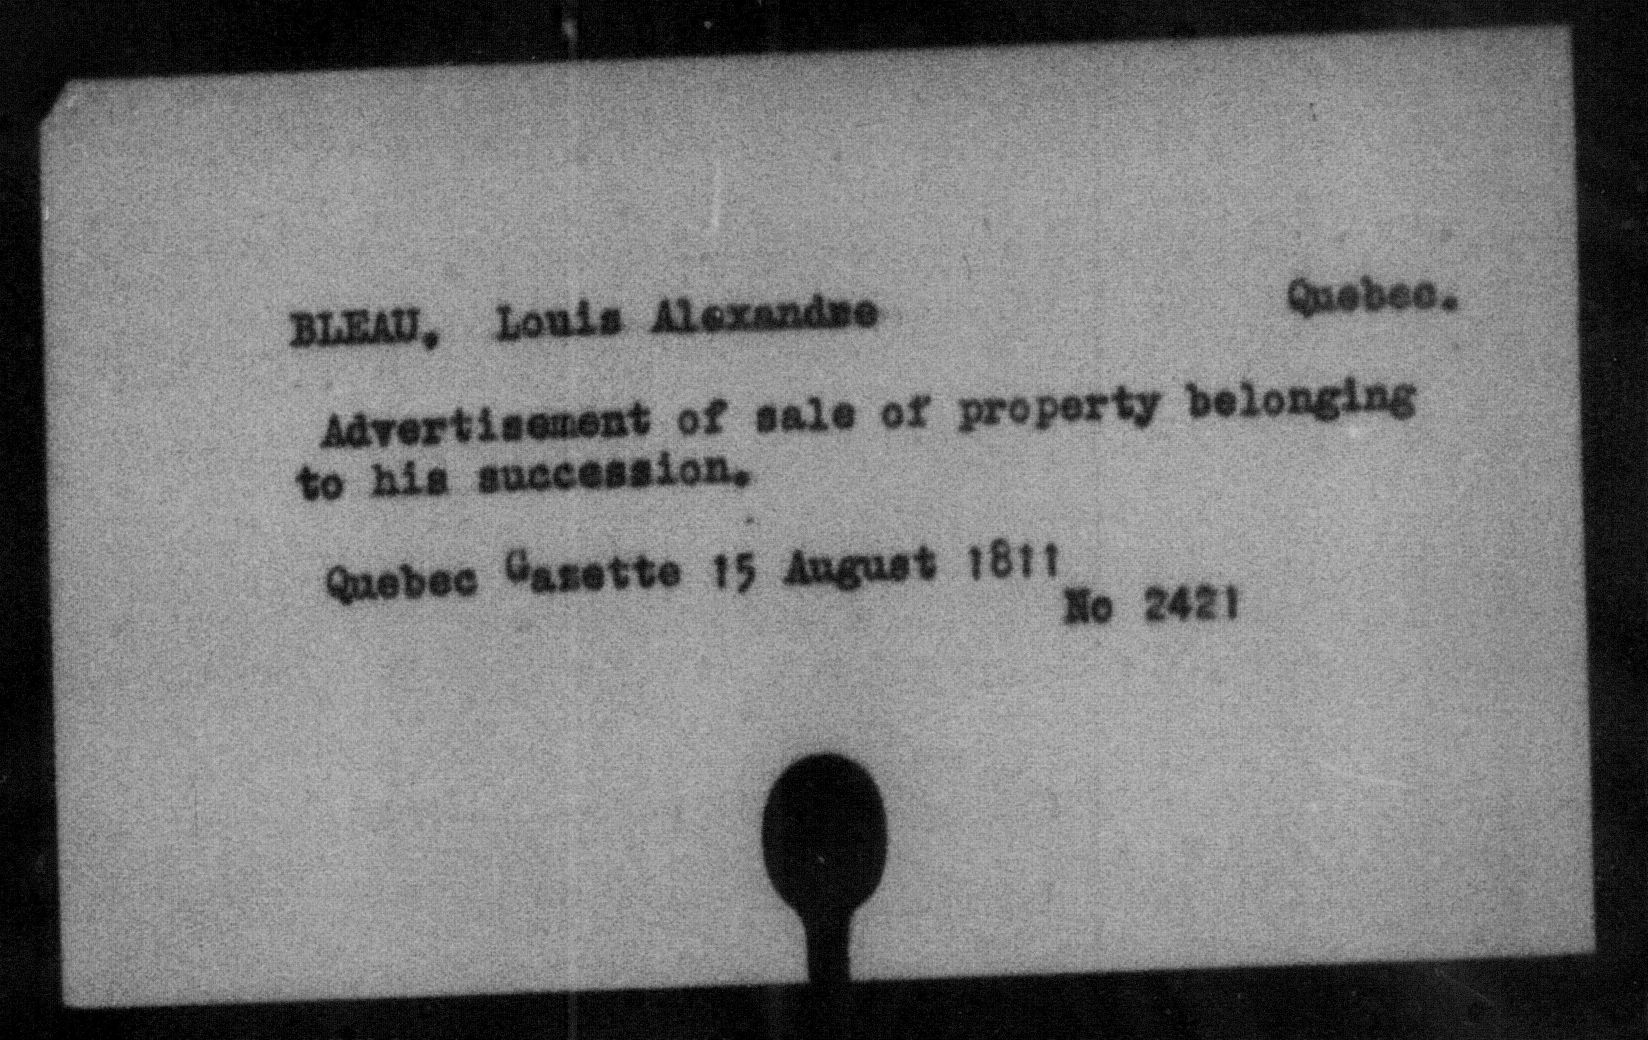 BLEAU, Louis Alexandre Quebec.
Advertisement of sale of property belonging
to his succession.
Quebec Gazette 15 August 1811
No 2421